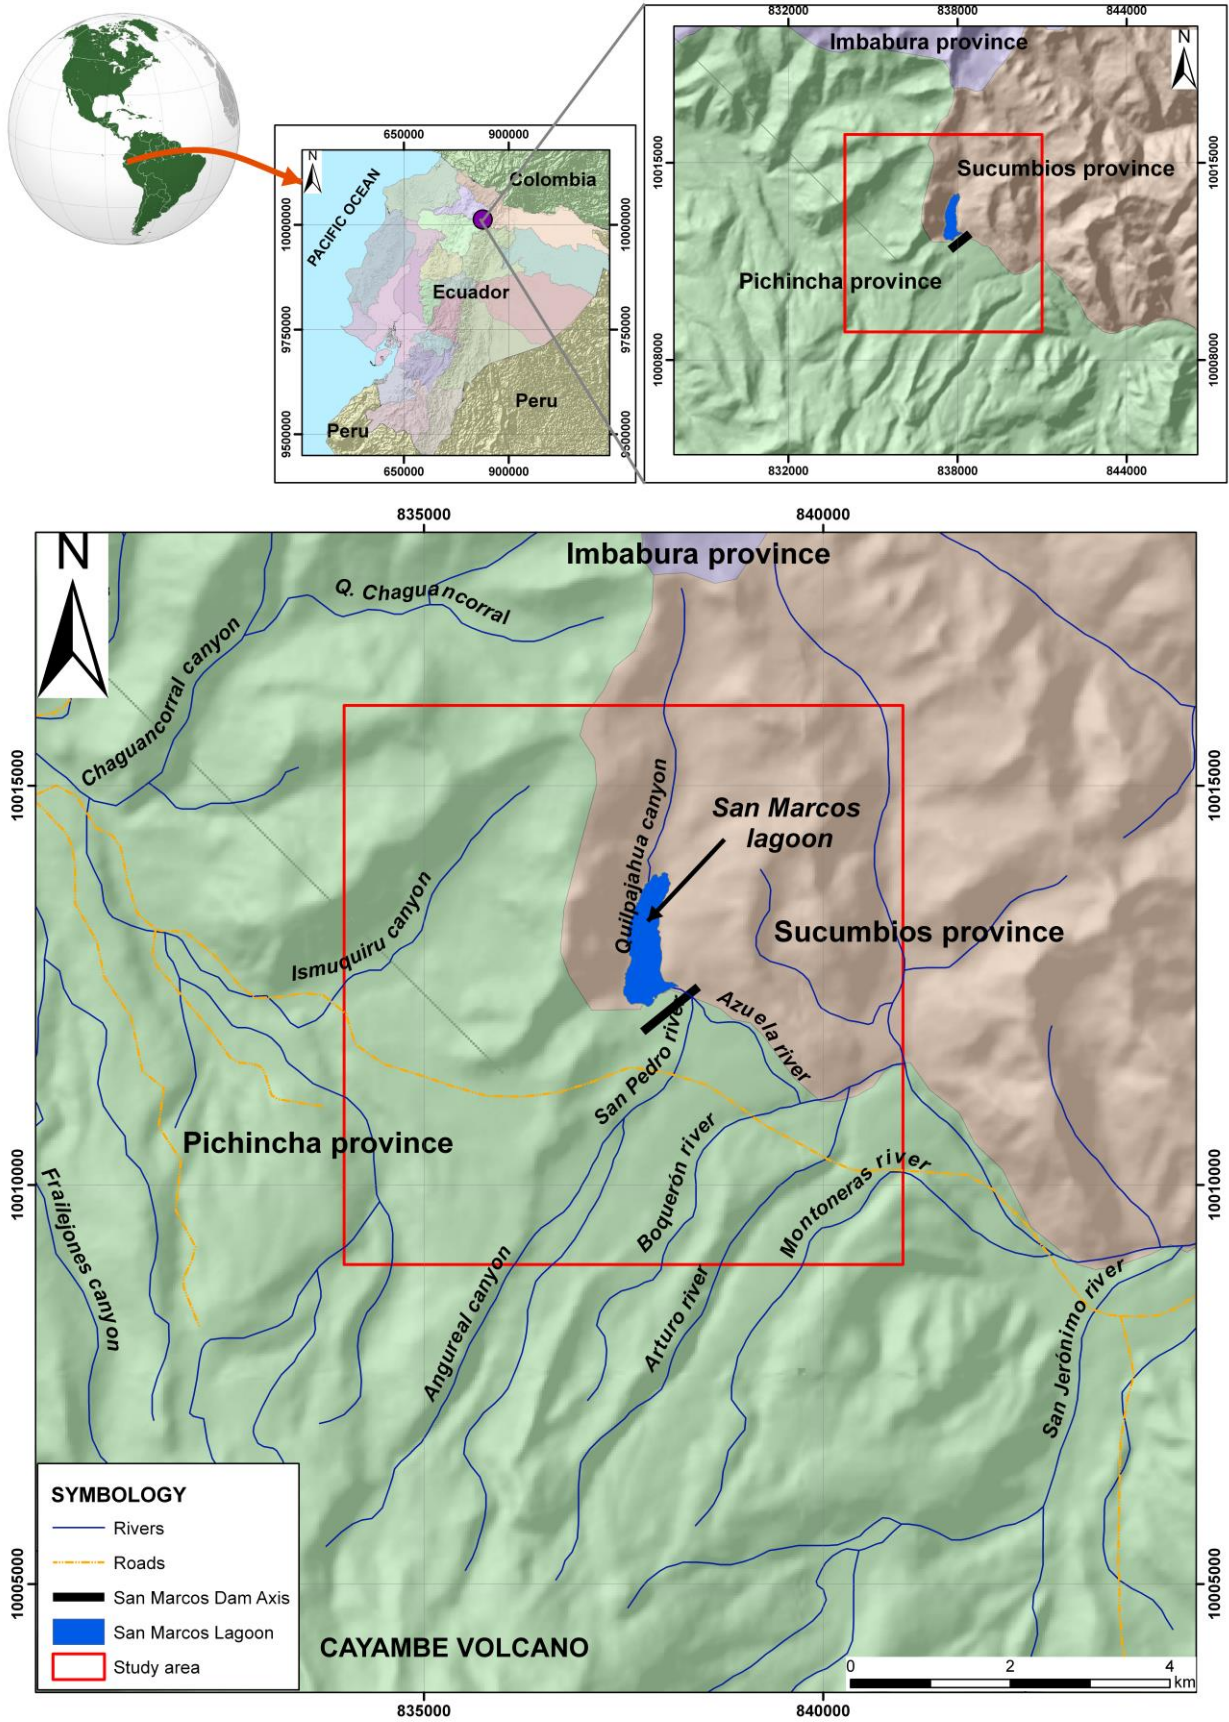 650000
900000
N
PACIFIC OCEAN
Colombia
Ecuador
Peru
Peru
10000000
9750000
9500000
10000000
9750000
9500000
650000
900000
832000
838000
844000
Imbabura province
N
Sucumbios province
Pichincha province
10015000
10008000
10015000
10008000
832000
838000
844000
835000
840000
N
Imbabura province
Q. Chaguancorral
Chaguancorral canyon
10015000
10015000
Quilpajahua canyon
San Marcos
lagoon
Ismuquiru canyon
Sucumbios province
Azuela river
San Pedro river
Pichincha province
Boquerón river
Montoneras river
10010000
10010000
Frailejones canyon
Angureal canyon
Arturo river
San Jerónimo river
SYMBOLOGY
Rivers
Roads
San Marcos Dam Axis
San Marcos Lagoon
Study area
10005000
10005000
CAYAMBE VOLCANO
0
2
4
km
835000
840000